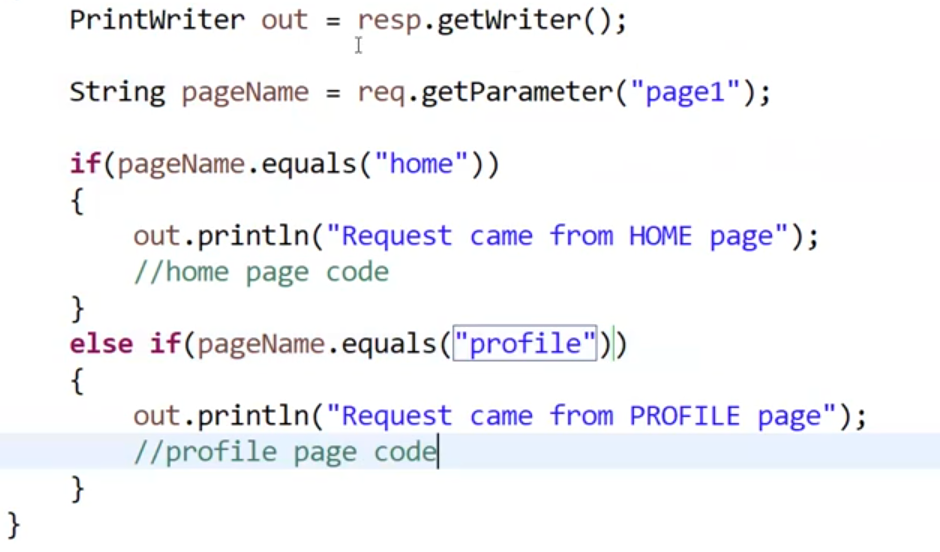 PrintWriter out = resp.getWriter();
String pageName = req.getParameter("page1");
if(pageName.equals("home"))
{
out.println("Request came from HOME page");
//home page code
}
else if(pageName.equals("profile"))
{
out.println("Request came from PROFILE page");
//profile page code
}
}